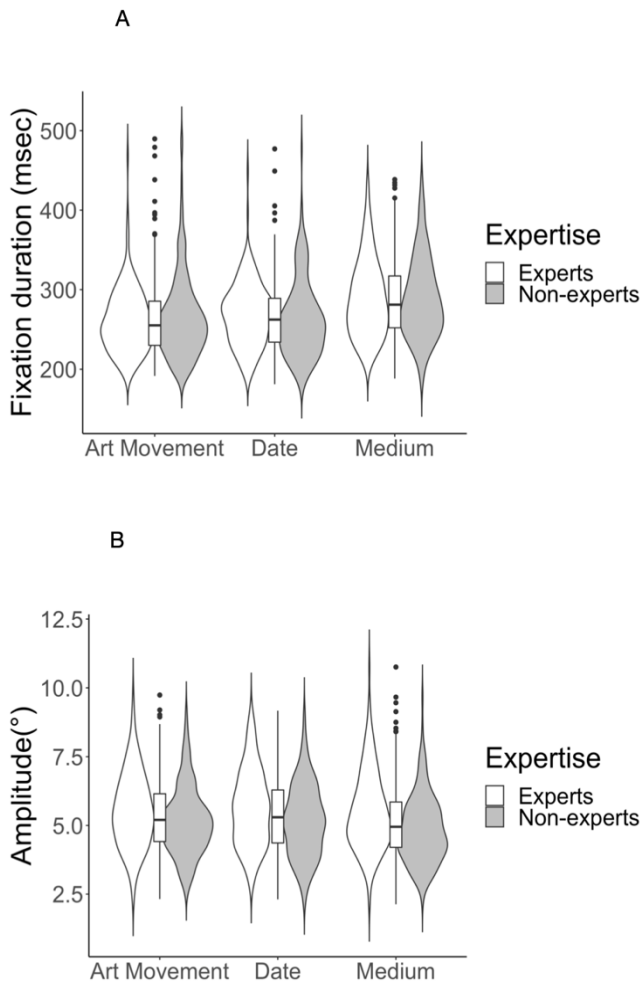 A
Fixation duration (msec)
500
400
300
200
Art Movement Date Medium
Expertise
Experts
Non-experts
B
Amplitude(°)
12.5
10.0
7.5
5.0
2.5
Art Movement Date Medium
Expertise
Experts
Non-experts